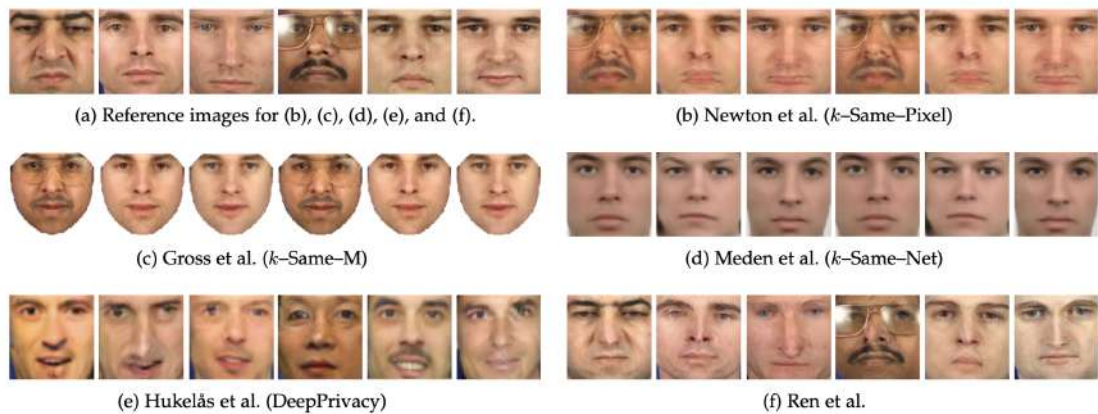 (a) Reference images for (b), (c), (d), (e), and (f).
(b) Newton et al. (k–Same–Pixel)
(c) Gross et al. (k–Same–M)
(d) Meden et al. (k–Same–Net)
(e) Hukelås et al. (DeepPrivacy)
(f) Ren et al.